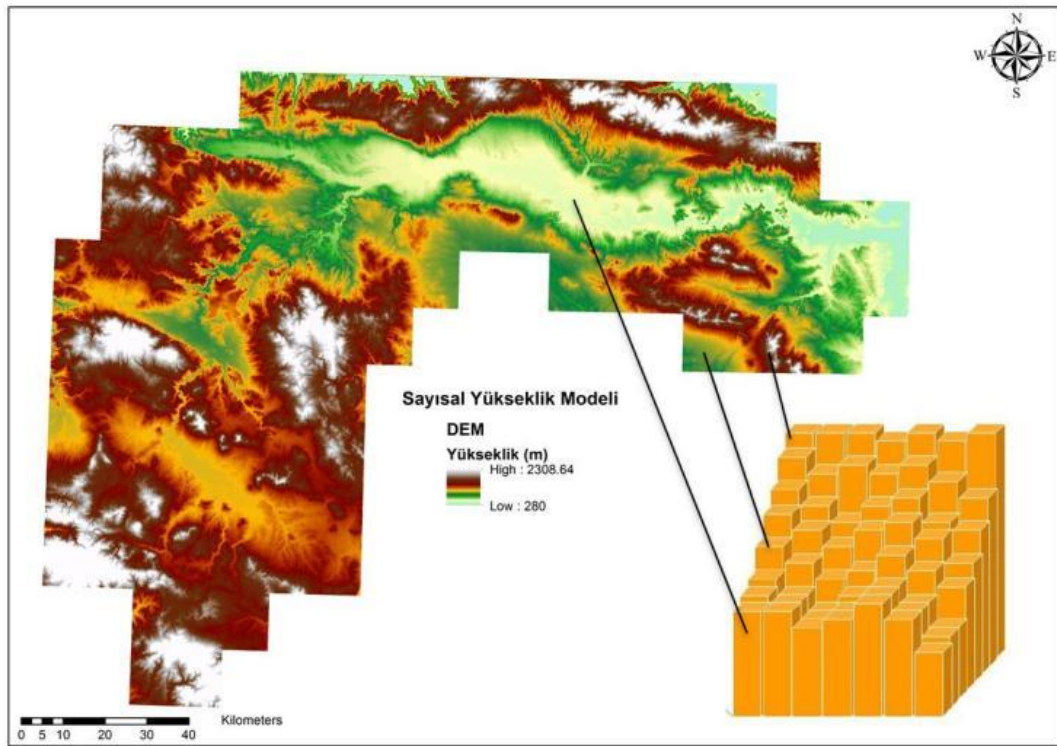 N
W E
S
Sayısal Yükseklik Modeli
DEM
Yükseklik (m)
High : 2308.64
Low : 280
Kilometers
0 5 10 20 30 40